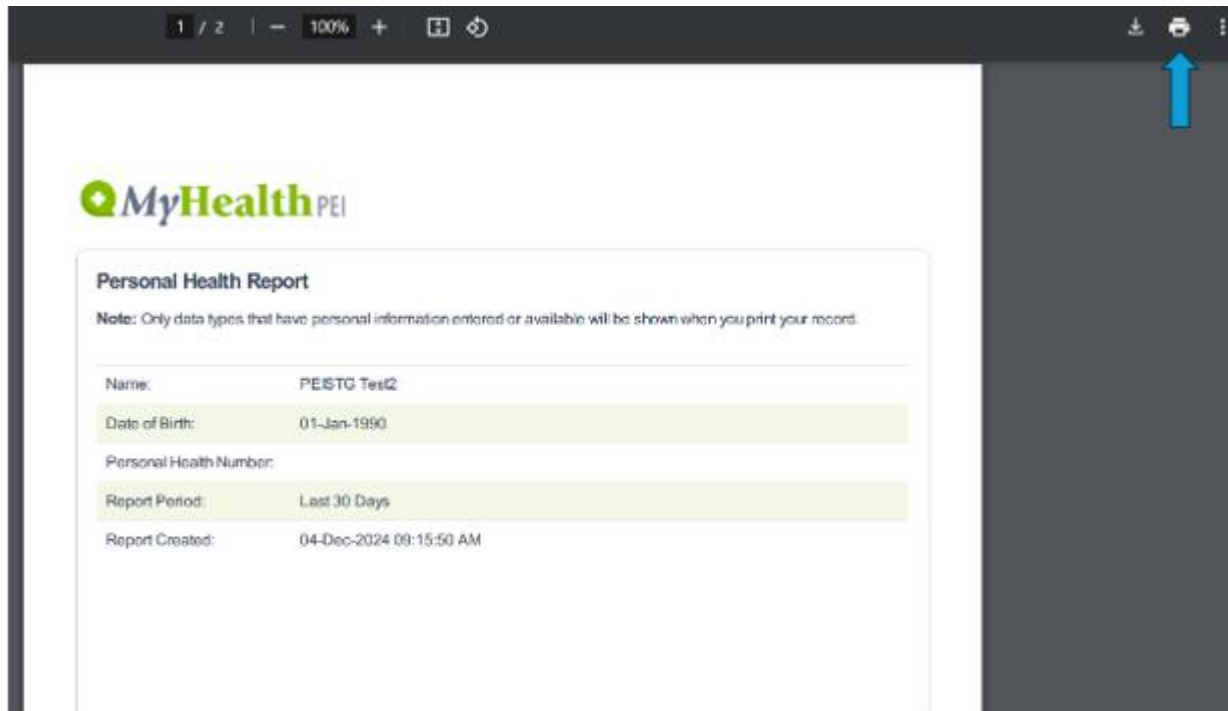 1 / 2 | − 100% +
MyHealth PEI
Personal Health Report
Note: Only data types that have personal information entered or available will be shown when you print your record.
Name: PEISTG Test2
Date of Birth: 01-Jan-1990
Personal Health Number:
Report Period: Last 30 Days
Report Created: 04-Dec-2024 09:15:50 AM